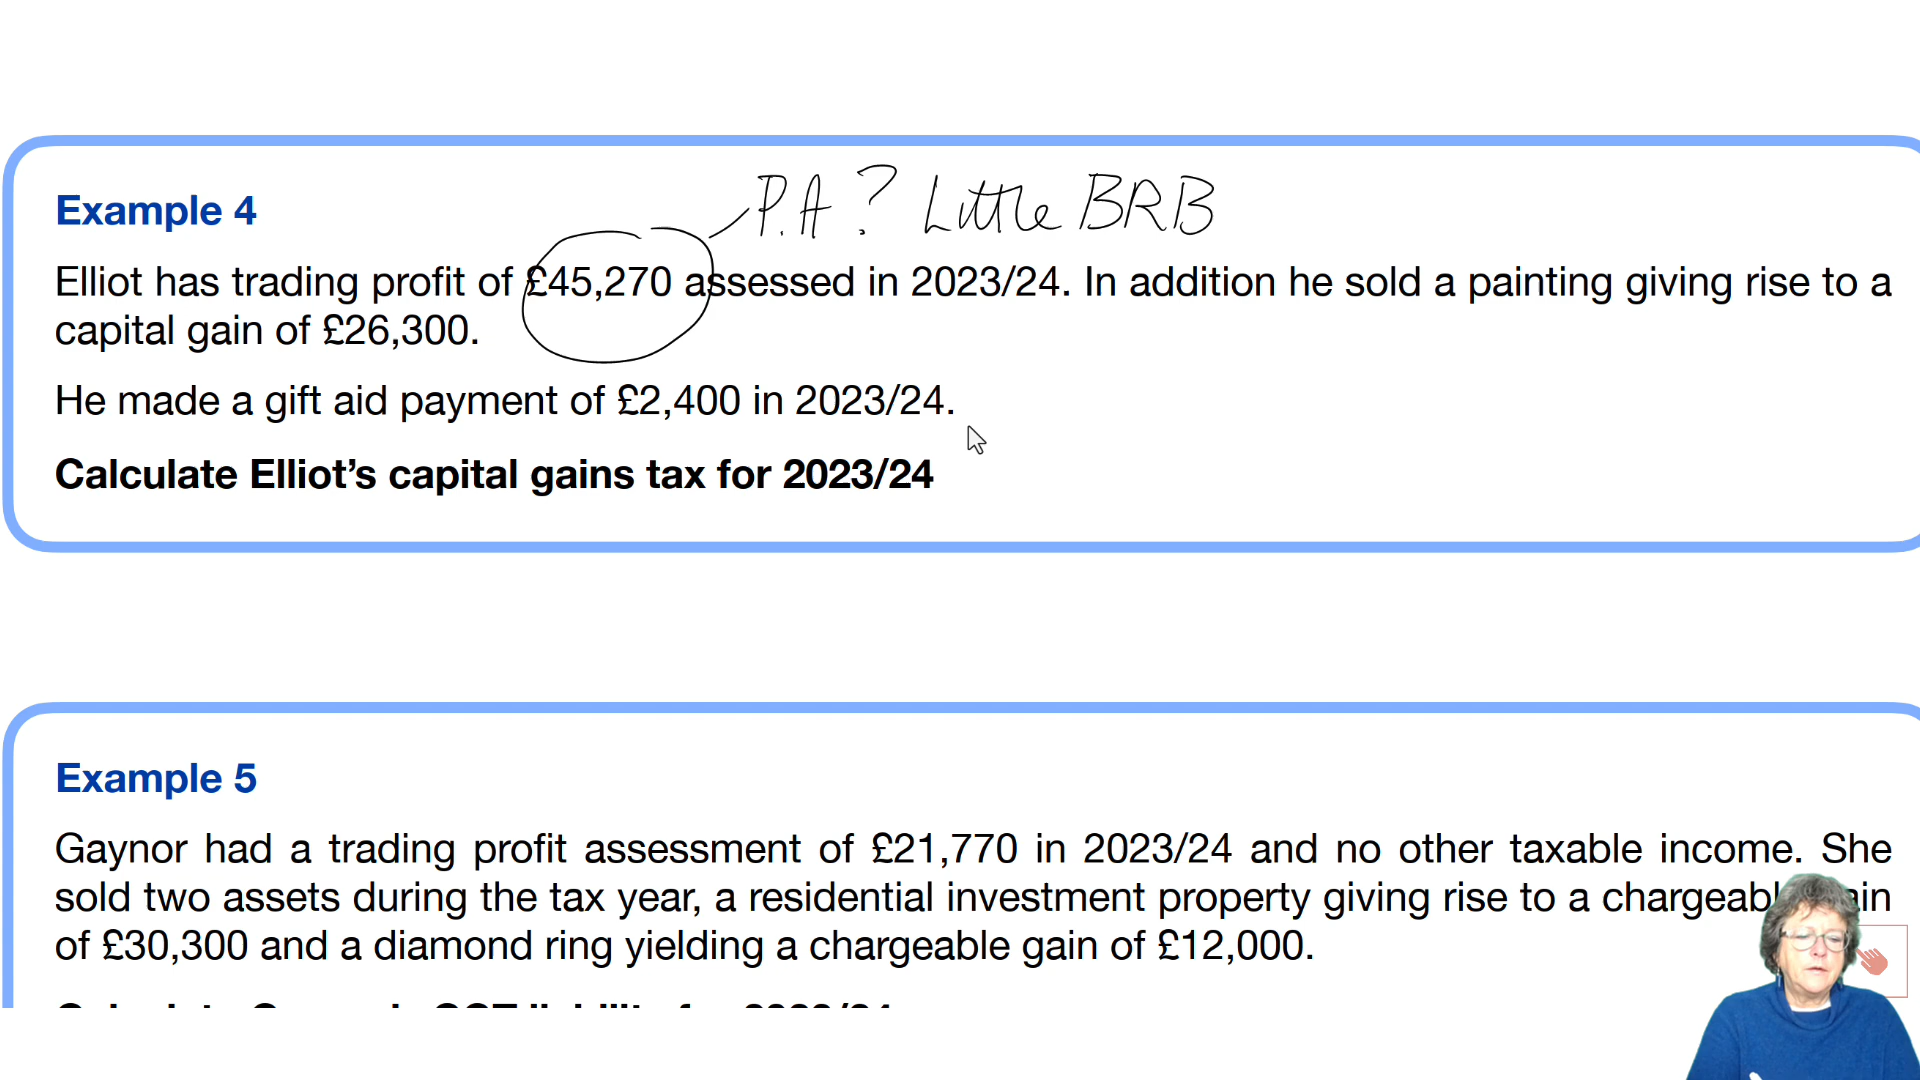 Example 4
P.A ? Little BRB
Elliot has trading profit of £45,270 assessed in 2023/24. In addition he sold a painting giving rise to a
capital gain of £26,300.
He made a gift aid payment of £2,400 in 2023/24.
Calculate Elliot’s capital gains tax for 2023/24
Example 5
Gaynor had a trading profit assessment of £21,770 in 2023/24 and no other taxable income. She
sold two assets during the tax year, a residential investment property giving rise to a
of £30,300 and a diamond ring yielding a chargeable gain of £12,000.